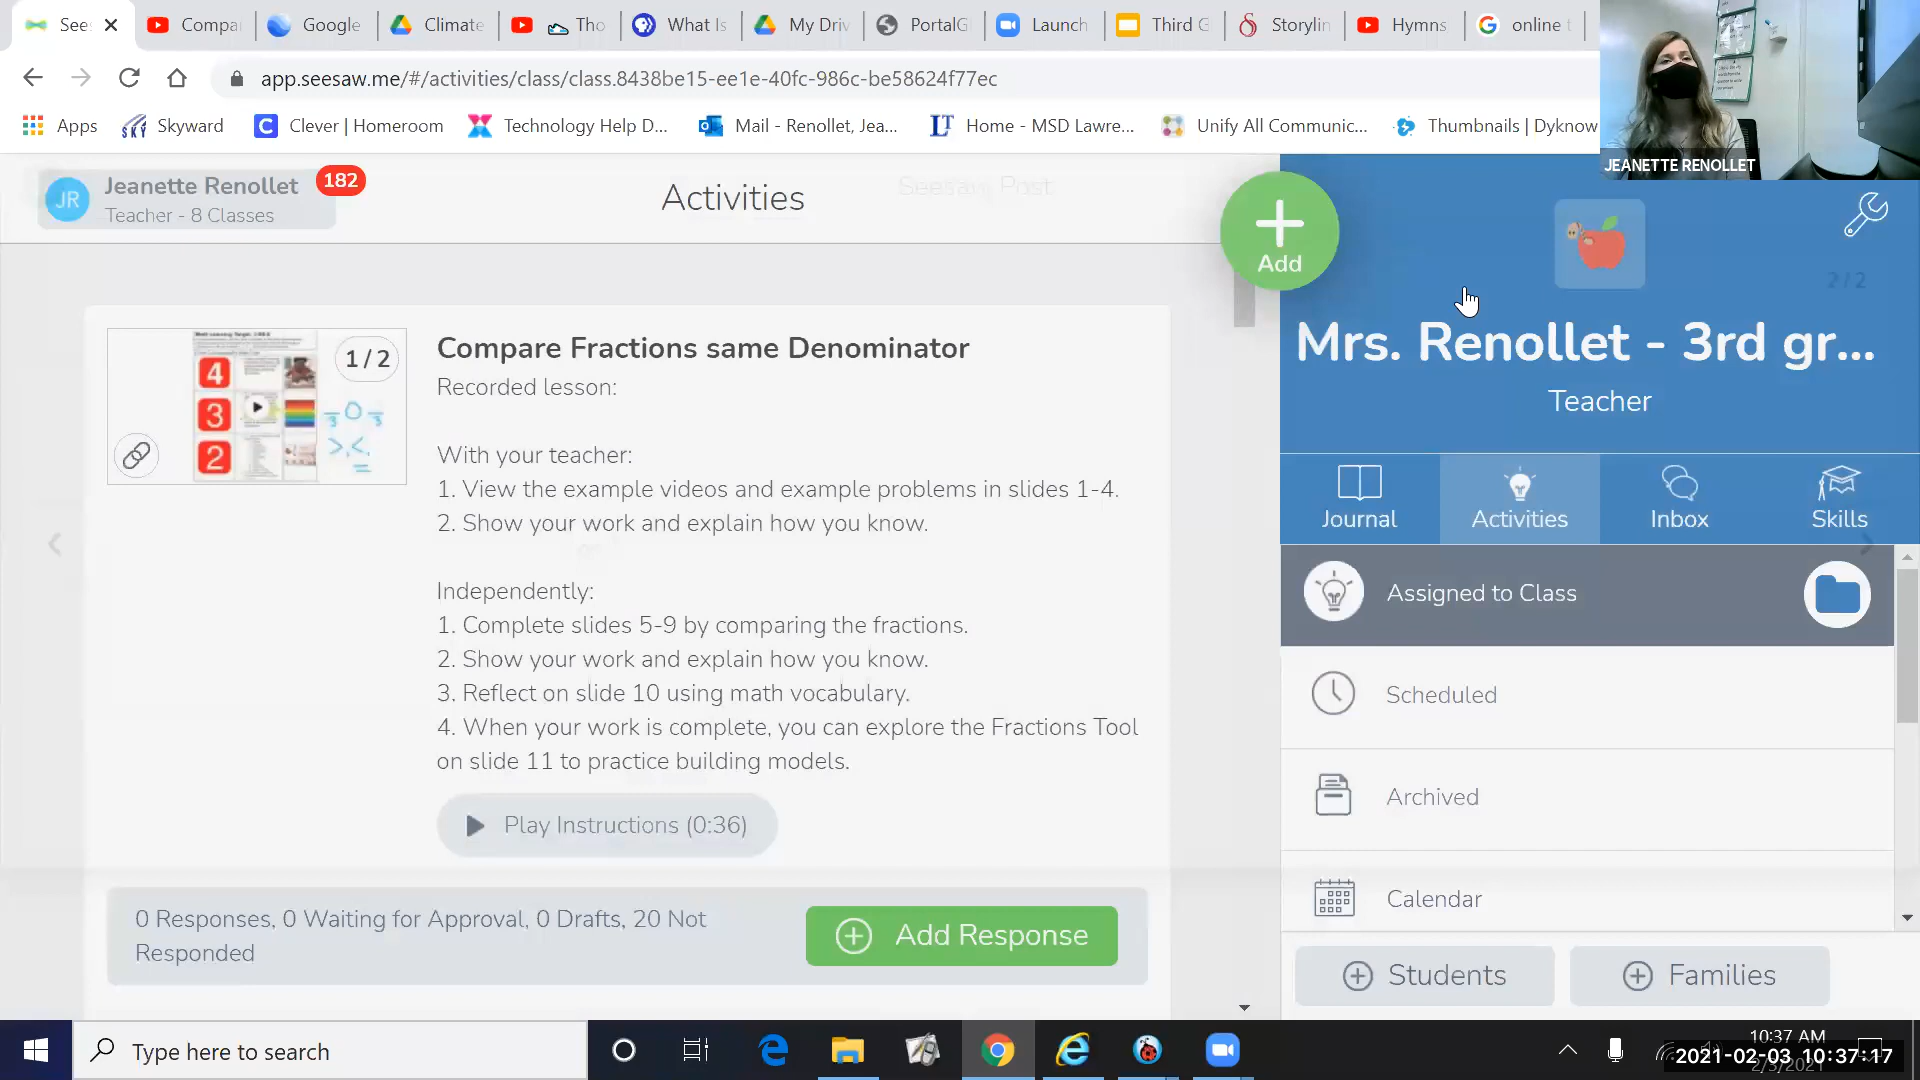 See
Compa
Google
Climate
Tho
What Is
My Driv
PortalG
Launch
Third G
Storylin
Hymns
online t
app.seesaw.me/#/activities/class/class.8438be15-ee1e-40fc-986c-be58624f77ec
Apps
Skyward
Clever | Homeroom
Technology Help D...
Mail - Renollet, Jea...
Home - MSD Lawre...
Unify All Communic...
Thumbnails | Dyknow
JEANETTE RENOLLET
JR
Jeanette Renollet
182
Teacher - 8 Classes
Activities
Seesaw Post
Add
2 / 2
Mrs. Renollet - 3rd gr...
Teacher
Journal
Activities
Inbox
Skills
4
3
2
1 / 2
Compare Fractions same Denominator
Recorded lesson:
With your teacher:
1. View the example videos and example problems in slides 1-4.
2. Show your work and explain how you know.
Independently:
1. Complete slides 5-9 by comparing the fractions.
2. Show your work and explain how you know.
3. Reflect on slide 10 using math vocabulary.
4. When your work is complete, you can explore the Fractions Tool
on slide 11 to practice building models.
Play Instructions (0:36)
0 Responses, 0 Waiting for Approval, 0 Drafts, 20 Not
Responded
Add Response
Assigned to Class
Scheduled
Archived
Calendar
Students
Families
Type here to search
10:37 AM
2/3/2021
2021-02-03 10:37:17